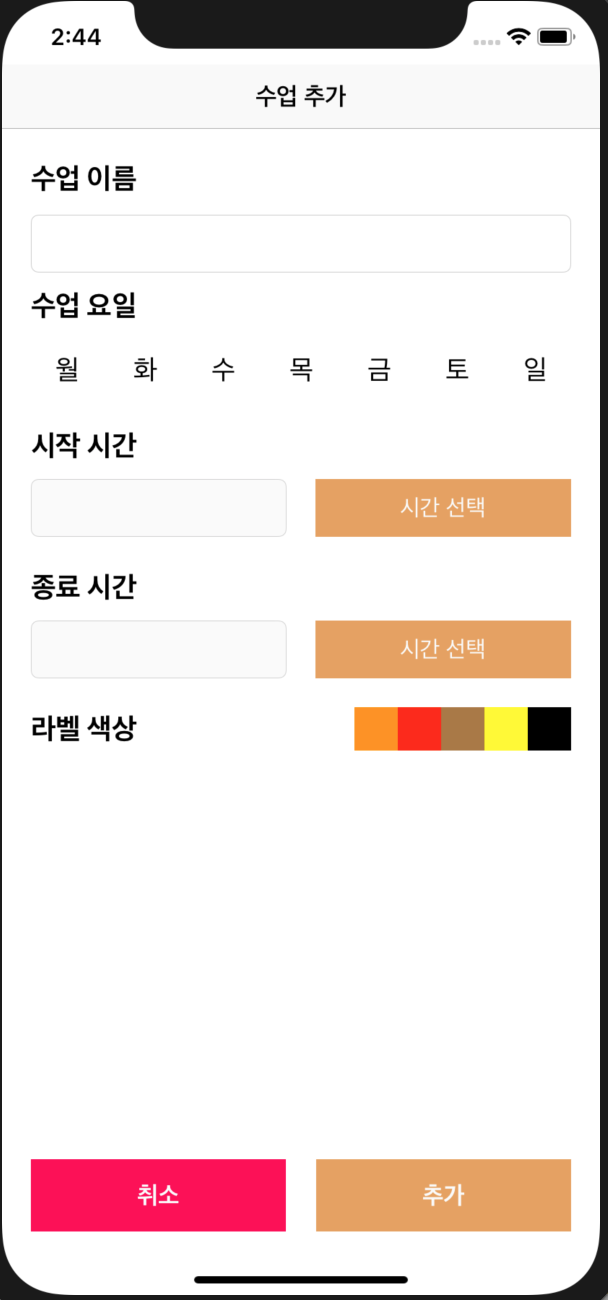 2:44
수업 추가
수업 이름
수업 요일
월 화 수 목 금 토 일
시작 시간
시간 선택
종료 시간
시간 선택
라벨 색상
취소 추가